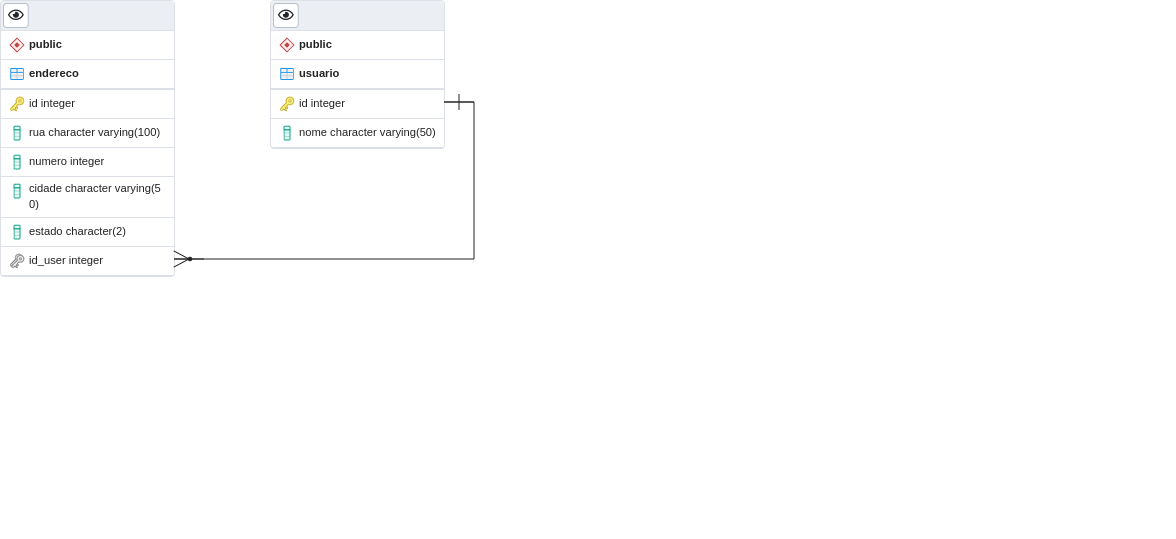 public
endereco
id integer
rua character varying(100)
numero integer
cidade character varying(5
0)
estado character(2)
id_user integer
public
usuario
id integer
nome character varying(50)